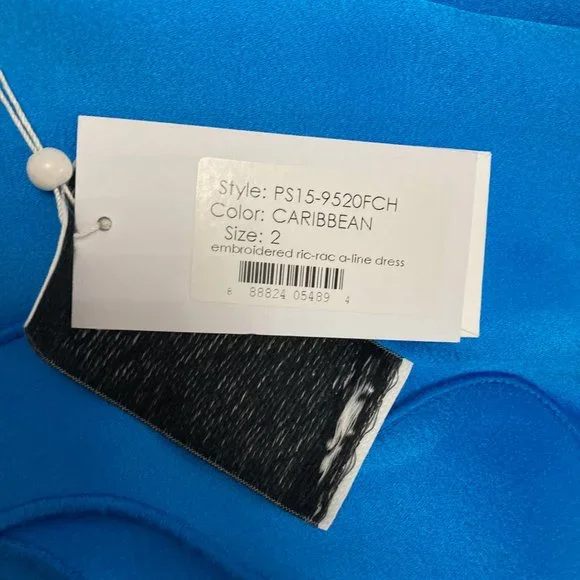 Style: PS15-9520FCH
Color: CARIBBEAN
Size: 2
embroidered ric-rac a-line dress
8 88824 05489 4